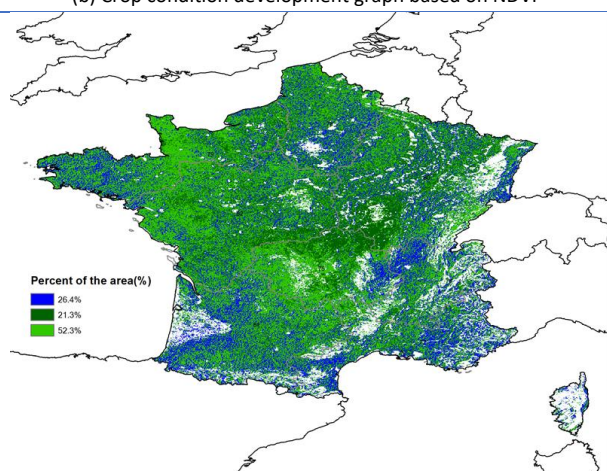 (b) Crop condition development graph based on NDVI
Percent of the area(%)
26.4%
21.3%
52.3%